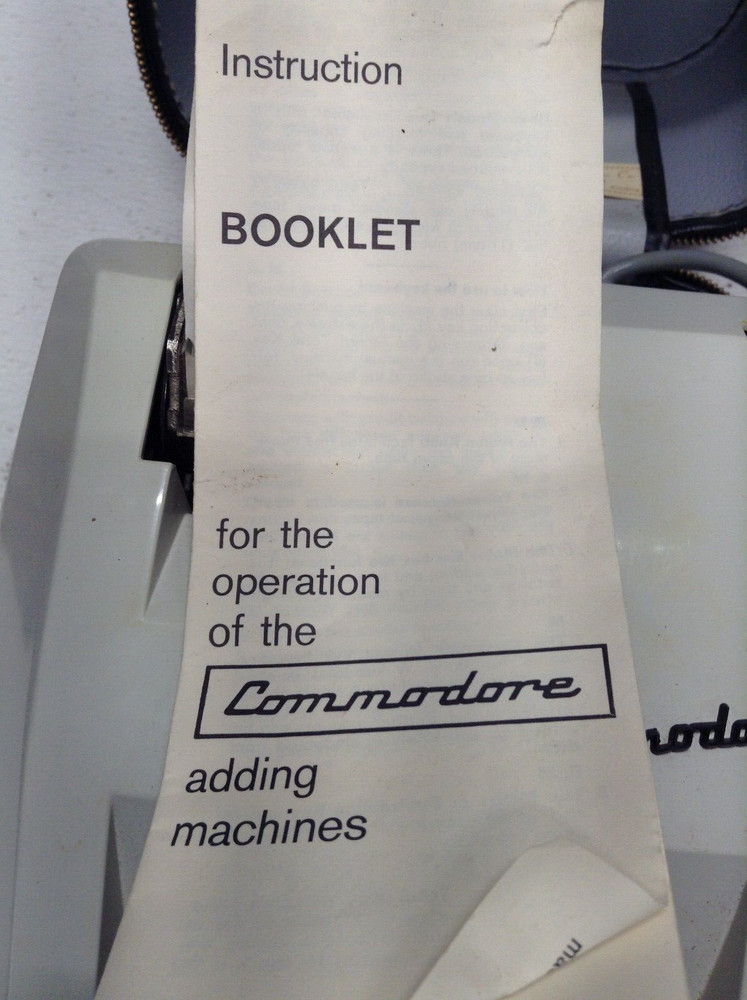 Instruction
BOOKLET
for the
operation
of the
Commodore
adding
machines